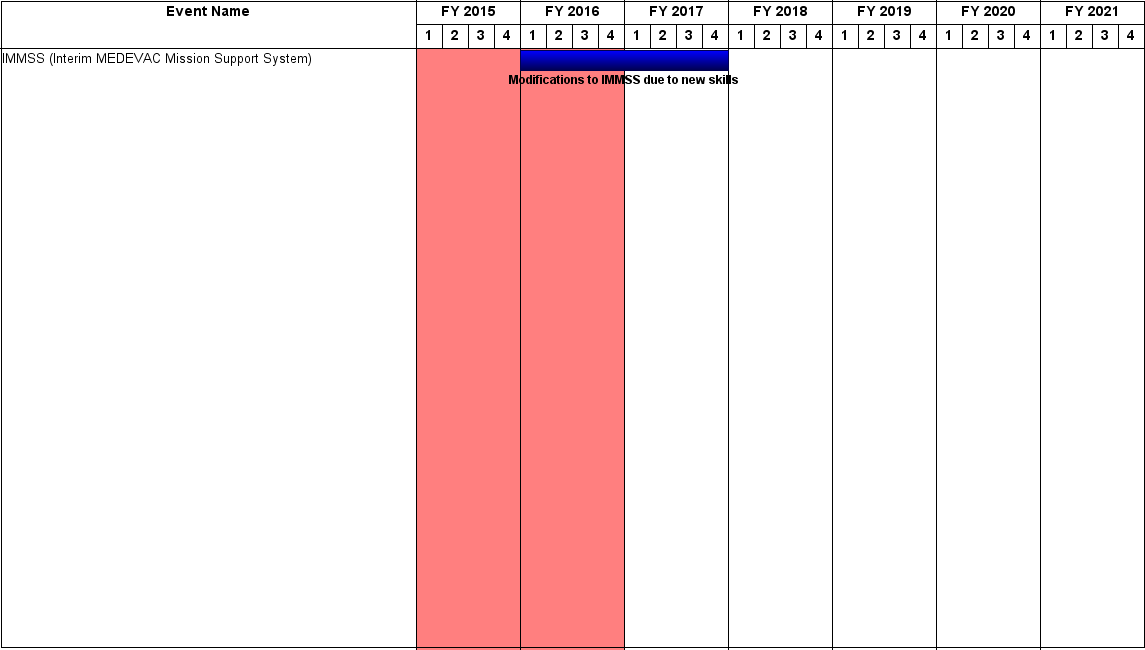 Event Name FY 2015 FY 2016 FY 2017 FY 2018 FY 2019 FY 2020 FY 2021
1 2 3 4 1 2 3 4 1 2 3 4 1 2 3 4 1 2 3 4 1 2 3 4 1 2 3 4
IMMSS (Interim MEDEVAC Mission Support System)
Modifications to IMMSS due to new skills